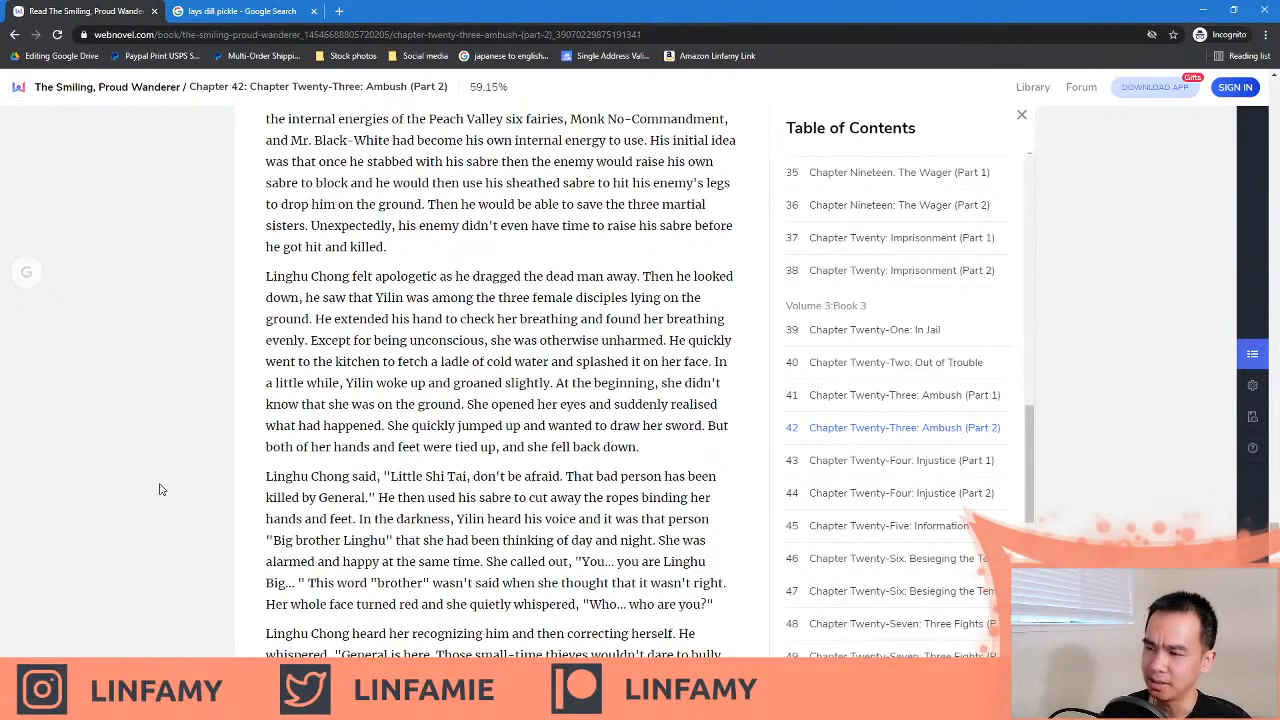 Read The Smiling, Proud Wande
lays dill pickle - Google Search
webnovel.com/book/the-smiling-proud-wanderer_14546688805720205/chapter-twenty-three-ambush-(part-2)_39070229875191341
Incognito
Editing Google Drive
Paypal Print USPS S...
Multi-Order Shippi...
Stock photos
Social media
japanese to english...
Single Address Vali...
Amazon Linfamy Link
Reading list
The Smiling, Proud Wanderer / Chapter 42: Chapter Twenty-Three: Ambush (Part 2)
59.15%
Library
Forum
DOWNLOAD APP
Gifts
SIGN IN
the internal energies of the Peach Valley six fairies, Monk No-Commandment,
and Mr. Black-White had become his own internal energy to use. His initial idea
was that once he stabbed with his sabre then the enemy would raise his own
sabre to block and he would then use his sheathed sabre to hit his enemy's legs
to drop him on the ground. Then he would be able to save the three martial
sisters. Unexpectedly, his enemy didn't even have time to raise his sabre before
he got hit and killed.
Linghu Chong felt apologetic as he dragged the dead man away. Then he looked
down, he saw that Yilin was among the three female disciples lying on the
ground. He extended his hand to check her breathing and found her breathing
evenly. Except for being unconscious, she was otherwise unharmed. He quickly
went to the kitchen to fetch a ladle of cold water and splashed it on her face. In
a little while, Yilin woke up and groaned slightly. At the beginning, she didn't
know that she was on the ground. She opened her eyes and suddenly realised
what had happened. She quickly jumped up and wanted to draw her sword. But
both of her hands and feet were tied up, and she fell back down.
Linghu Chong said, "Little Shi Tai, don't be afraid. That bad person has been
killed by General." He then used his sabre to cut away the ropes binding her
hands and feet. In the darkness, Yilin heard his voice and it was that person
"Big brother Linghu" that she had been thinking of day and night. She was
alarmed and happy at the same time. She called out, "You... you are Linghu
Big... " This word "brother" wasn't said when she thought that it wasn't right.
Her whole face turned red and she quietly whispered, "Who... who are you?"
Linghu Chong heard her recognizing him and then correcting herself. He
whispered, "General is here. Those small-time thieves wouldn't dare to bully
Table of Contents
35 Chapter Nineteen: The Wager (Part 1)
36 Chapter Nineteen: The Wager (Part 2)
37 Chapter Twenty: Imprisonment (Part 1)
38 Chapter Twenty: Imprisonment (Part 2)
Volume 3:Book 3
39 Chapter Twenty-One: In Jail
40 Chapter Twenty-Two: Out of Trouble
41 Chapter Twenty-Three: Ambush (Part 1)
42 Chapter Twenty-Three: Ambush (Part 2)
43 Chapter Twenty-Four: Injustice (Part 1)
44 Chapter Twenty-Four: Injustice (Part 2)
45 Chapter Twenty-Five: Information
46 Chapter Twenty-Six: Besieging the Te
47 Chapter Twenty-Six: Besieging the Tem
48 Chapter Twenty-Seven: Three Fights (P
49 Chapter Twenty-Seven: Three Fights (P
G
LINFAMY
LINFAMIE
LINFAMY